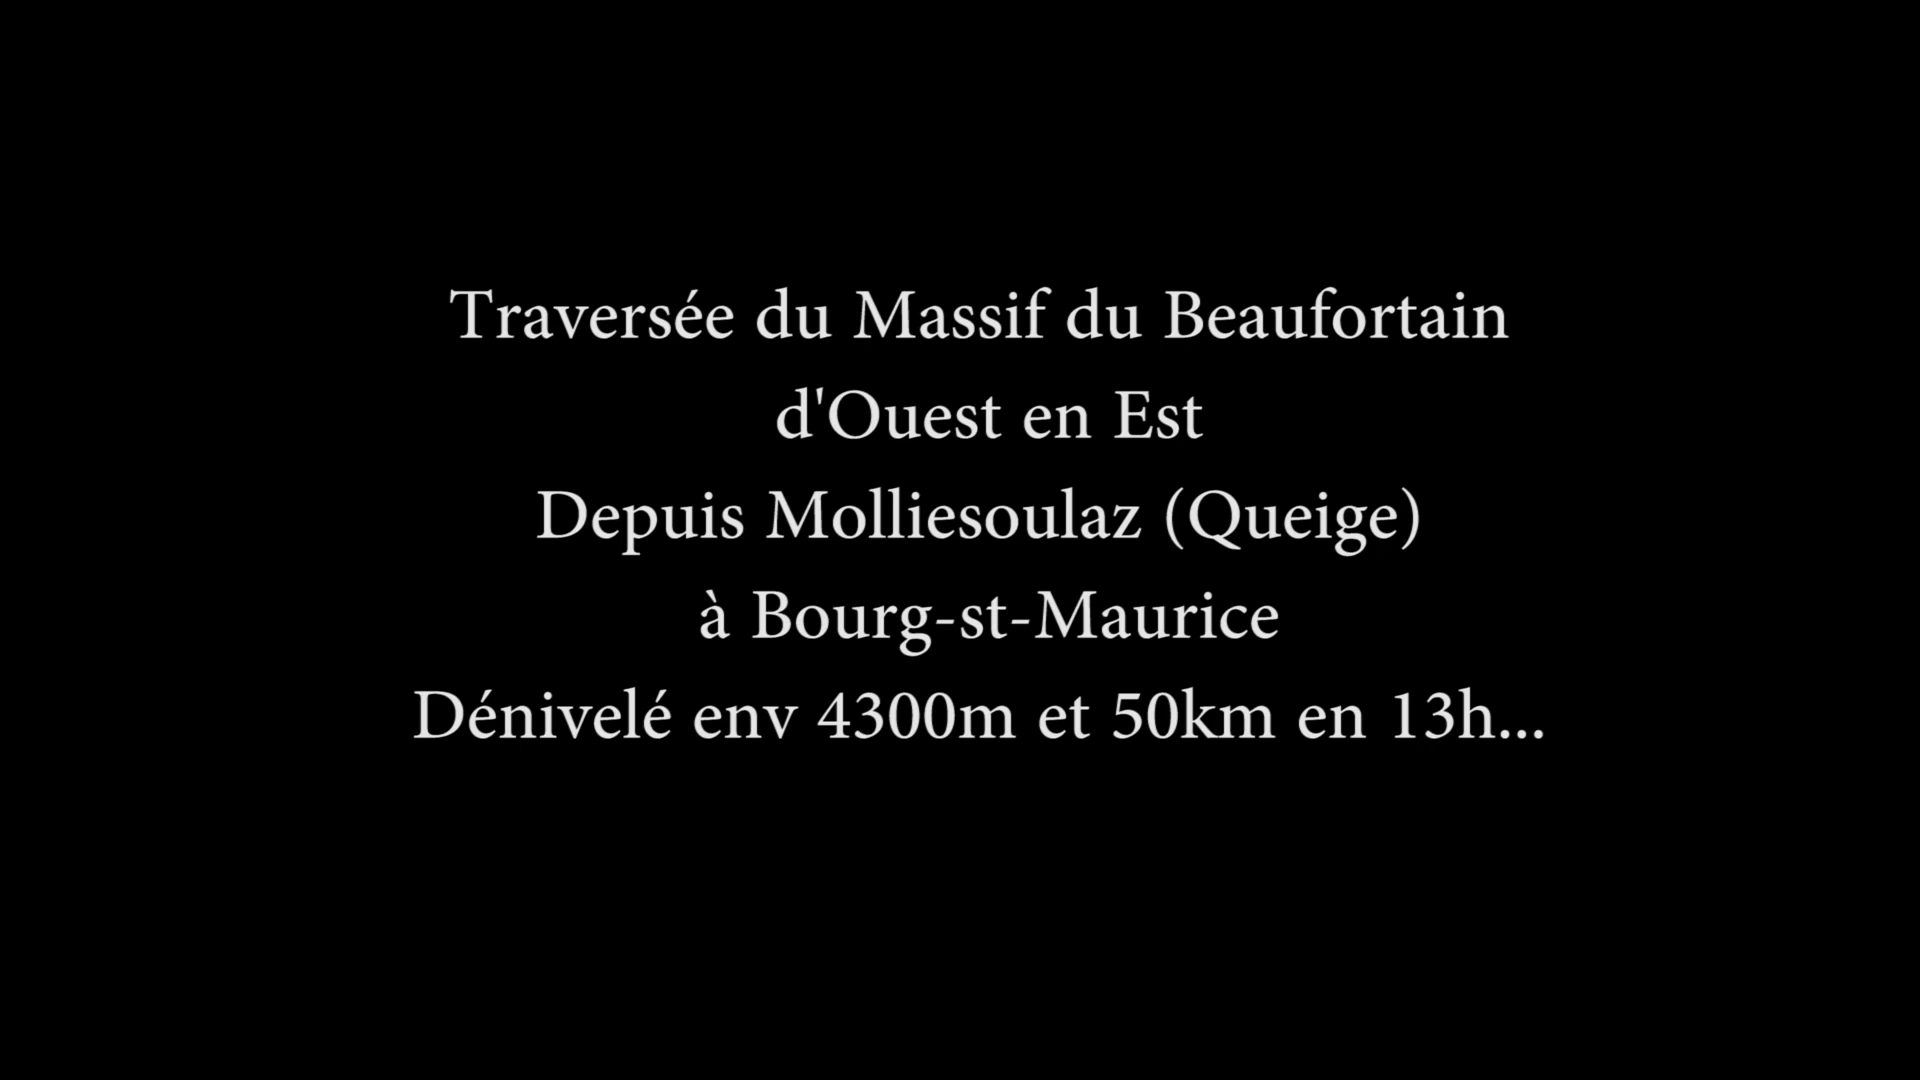 Traversée du Massif du Beaufortain
d'Ouest en Est
Depuis Molliesoulaz (Queige)
à Bourg-st-Maurice
Dénivelé env 4300m et 50km en 13h...